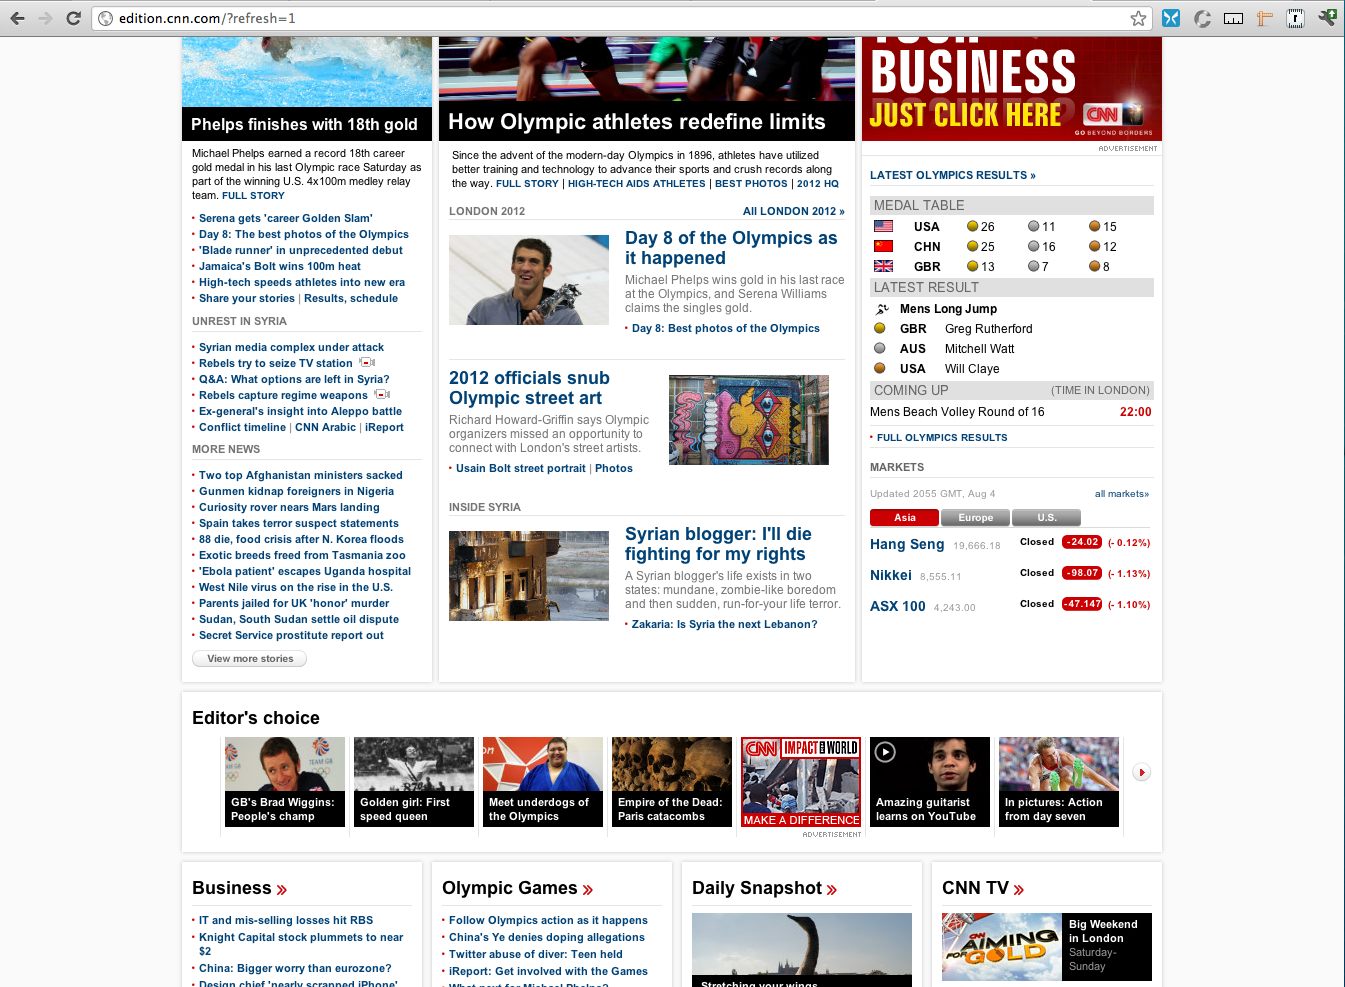 edition.cnn.com/?refresh=1
Phelps finishes with 18th gold
Michael Phelps earned a record 18th career
gold medal in his last Olympic race Saturday as
part of the winning U.S. 4x100m medley relay
team. FULL STORY
Serena gets 'career Golden Slam'
Day 8: The best photos of the Olympics
'Blade runner' in unprecedented debut
Jamaica's Bolt wins 100m heat
High-tech speeds athletes into new era
Share your stories | Results, schedule
UNREST IN SYRIA
Syrian media complex under attack
Rebels try to seize TV station
Q&A: What options are left in Syria?
Rebels capture regime weapons
Ex-general's insight into Aleppo battle
Conflict timeline | CNN Arabic | iReport
MORE NEWS
Two top Afghanistan ministers sacked
Gunmen kidnap foreigners in Nigeria
Curiosity rover nears Mars landing
Spain takes terror suspect statements
88 die, food crisis after N. Korea floods
Exotic breeds freed from Tasmania zoo
'Ebola patient' escapes Uganda hospital
West Nile virus on the rise in the U.S.
Parents jailed for UK 'honor' murder
Sudan, South Sudan settle oil dispute
Secret Service prostitute report out
View more stories
How Olympic athletes redefine limits
Since the advent of the modern-day Olympics in 1896, athletes have utilized
better training and technology to advance their sports and crush records along
the way. FULL STORY | HIGH-TECH AIDS ATHLETES | BEST PHOTOS | 2012 HQ
LONDON 2012
All LONDON 2012 »
Day 8 of the Olympics as
it happened
Michael Phelps wins gold in his last race
at the Olympics, and Serena Williams
claims the singles gold.
Day 8: Best photos of the Olympics
2012 officials snub
Olympic street art
Richard Howard-Griffin says Olympic
organizers missed an opportunity to
connect with London's street artists.
Usain Bolt street portrait | Photos
INSIDE SYRIA
Syrian blogger: I'll die
fighting for my rights
A Syrian blogger's life exists in two
states: mundane, zombie-like boredom
and then sudden, run-for-your life terror.
Zakaria: Is Syria the next Lebanon?
YOUR
BUSINESS
JUST CLICK HERE
CNN
GO BEYOND BORDERS
ADVERTISEMENT
LATEST OLYMPICS RESULTS »
MEDAL TABLE
USA 26 11 15
CHN 25 16 12
GBR 13 7 8
LATEST RESULT
Mens Long Jump
GBR Greg Rutherford
AUS Mitchell Watt
USA Will Claye
COMING UP (TIME IN LONDON)
Mens Beach Volley Round of 16 22:00
FULL OLYMPICS RESULTS
MARKETS
Updated 2055 GMT, Aug 4 all markets»
Asia Europe U.S.
Hang Seng 19,666.18 Closed -24.02 (- 0.12%)
Nikkei 8,555.11 Closed -98.07 (- 1.13%)
ASX 100 4,243.00 Closed -47.147 (- 1.10%)
Editor's choice
GB's Brad Wiggins:
People's champ
Golden girl: First
speed queen
Meet underdogs of
the Olympics
Empire of the Dead:
Paris catacombs
CNN IMPACT YOUR WORLD
MAKE A DIFFERENCE
ADVERTISEMENT
Amazing guitarist
learns on YouTube
In pictures: Action
from day seven
Business
IT and mis-selling losses hit RBS
Knight Capital stock plummets to near
$2
China: Bigger worry than eurozone?
Design chief 'nearly scrapped iPhone'
Olympic Games
Follow Olympics action as it happens
China's Ye denies doping allegations
Twitter abuse of diver: Teen held
iReport: Get involved with the Games
What next for Michael Phelps?
Daily Snapshot
Stretching your wings
CNN TV
CNN
AIMING
FOR GOLD
Big Weekend
in London
Saturday-
Sunday